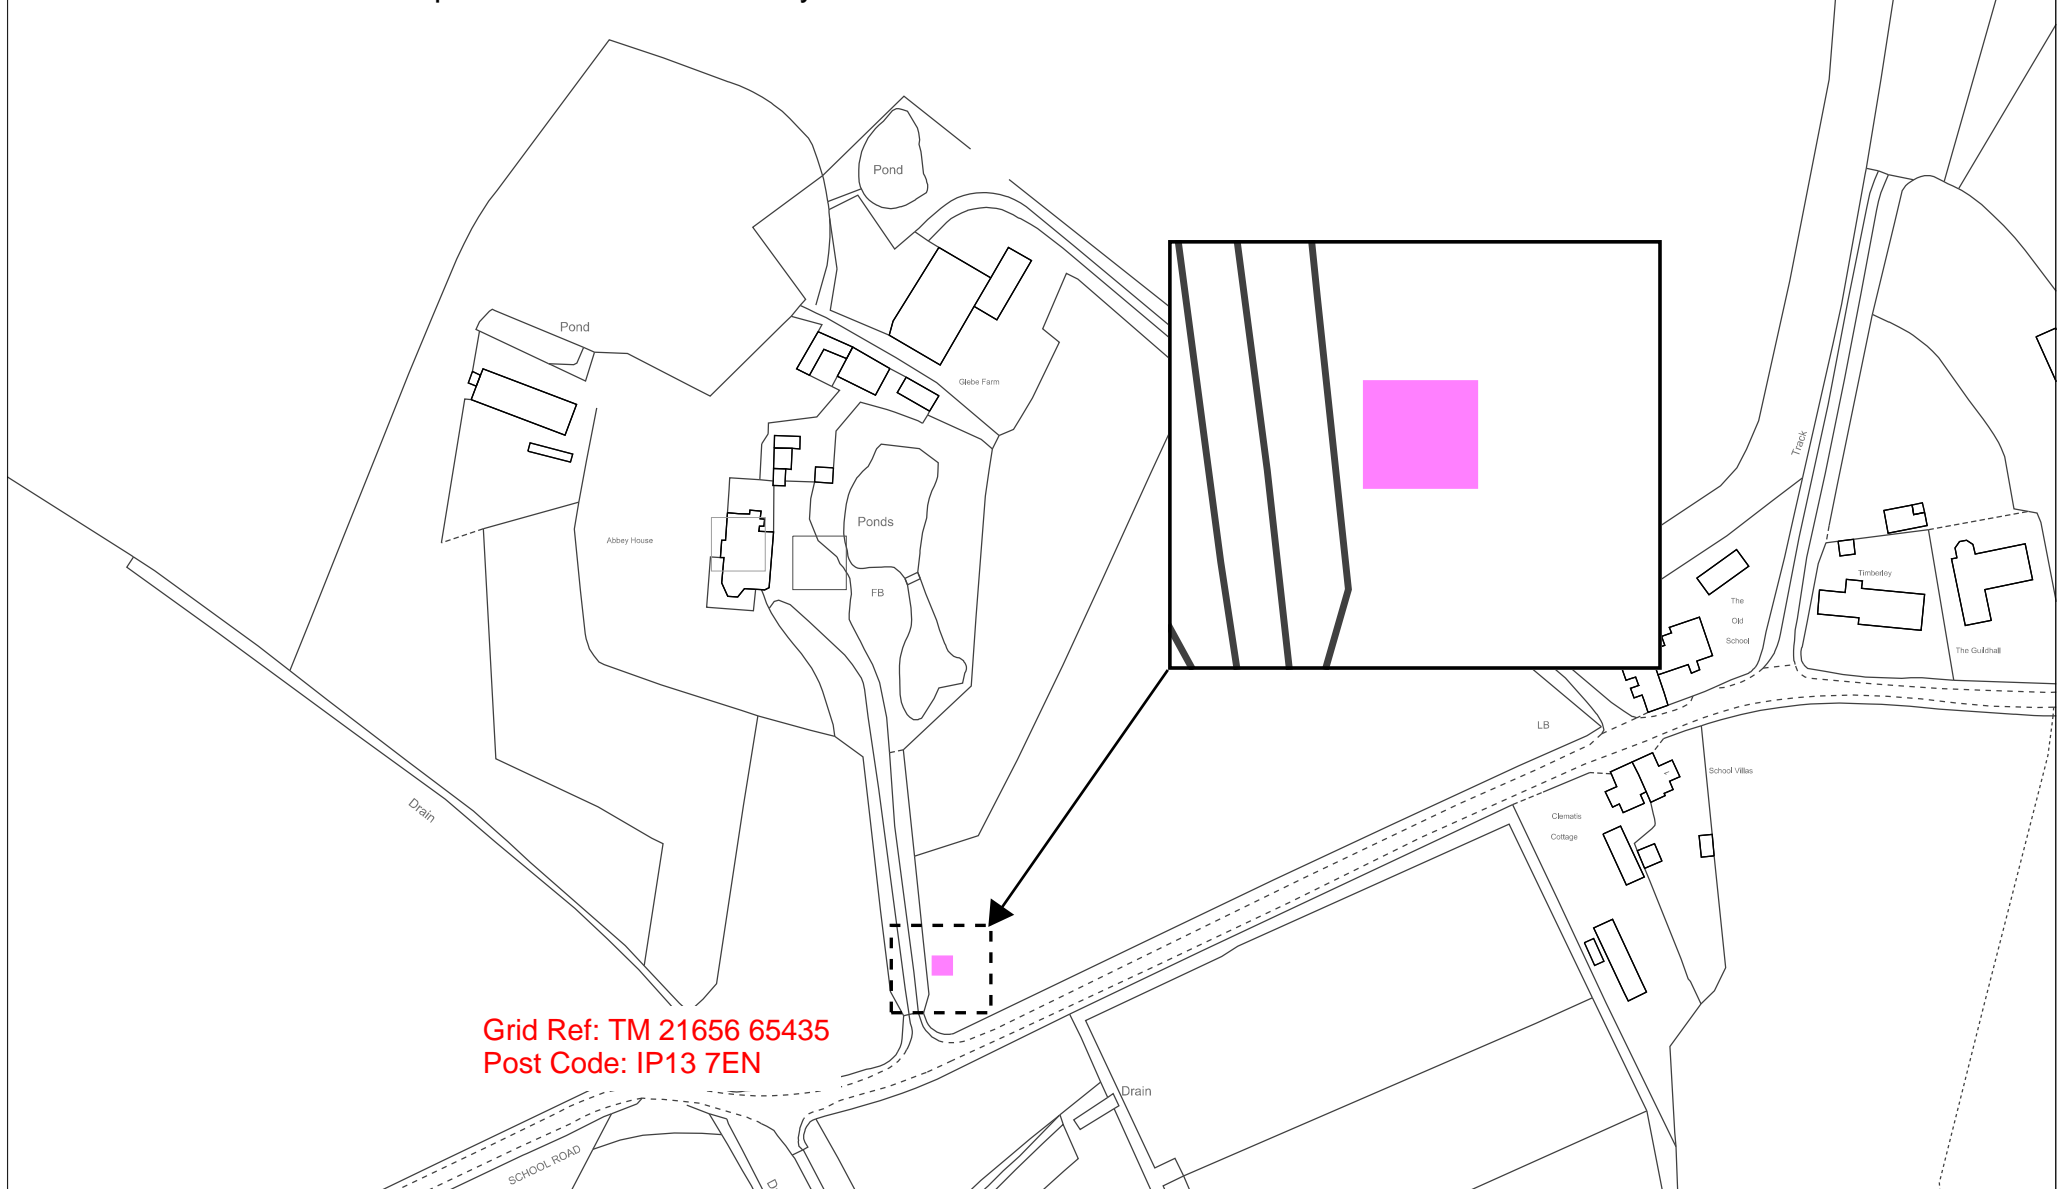 Pond
Pond
Glebe Farm
Track
Ponds
Abbey House
FB
Timberley
The
Old
School
The Guildhall
LB
School Villas
Clematis
Cottage
Drain
Grid Ref: TM 21656 65435
Post Code: IP13 7EN
Drain
SCHOOL ROAD